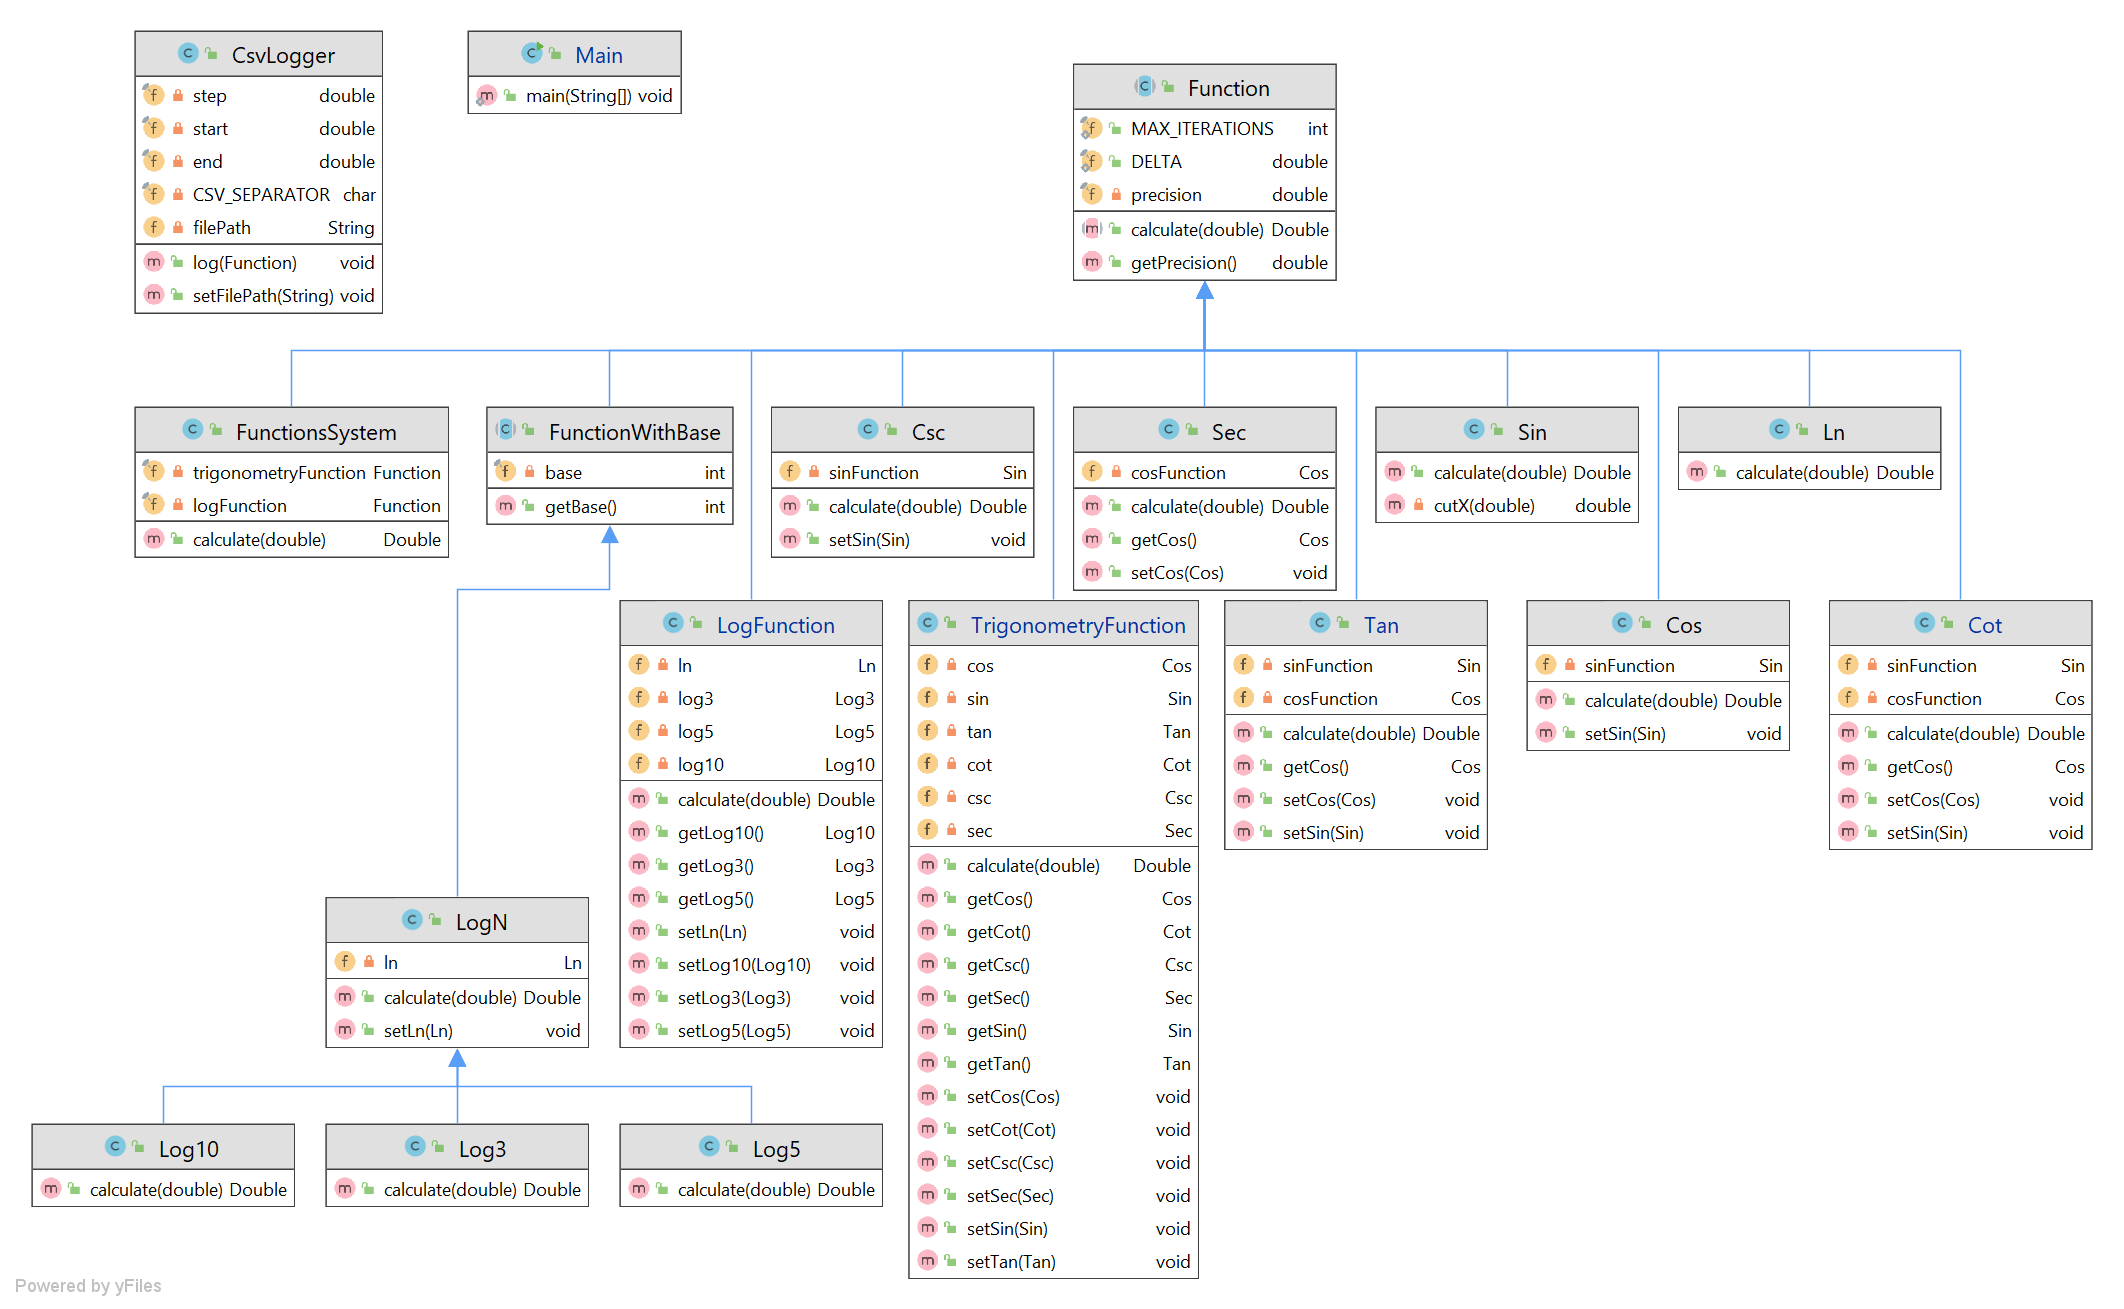 CsvLogger
step double
start double
end double
CSV_SEPARATOR char
filePath String
log(Function) void
setFilePath(String) void
Main
main(String[]) void
Function
MAX_ITERATIONS int
DELTA double
precision double
calculate(double) Double
getPrecision() double
FunctionsSystem
trigonometryFunction Function
logFunction Function
calculate(double) Double
FunctionWithBase
base int
getBase() int
Csc
sinFunction Sin
calculate(double) Double
setSin(Sin) void
Sec
cosFunction Cos
calculate(double) Double
getCos() Cos
setCos(Cos) void
Sin
calculate(double) Double
cutX(double) double
Ln
calculate(double) Double
LogFunction
ln Ln
log3 Log3
log5 Log5
log10 Log10
calculate(double) Double
getLog10() Log10
getLog3() Log3
getLog5() Log5
setLn(Ln) void
setLog10(Log10) void
setLog3(Log3) void
setLog5(Log5) void
TrigonometryFunction
cos Cos
sin Sin
tan Tan
cot Cot
csc Csc
sec Sec
calculate(double) Double
getCos() Cos
getCot() Cot
getCsc() Csc
getSec() Sec
getSin() Sin
getTan() Tan
setCos(Cos) void
setCot(Cot) void
setCsc(Csc) void
setSec(Sec) void
setSin(Sin) void
setTan(Tan) void
Tan
sinFunction Sin
cosFunction Cos
calculate(double) Double
getCos() Cos
setCos(Cos) void
setSin(Sin) void
Cos
sinFunction Sin
calculate(double) Double
setSin(Sin) void
Cot
sinFunction Sin
cosFunction Cos
calculate(double) Double
getCos() Cos
setCos(Cos) void
setSin(Sin) void
LogN
ln Ln
calculate(double) Double
setLn(Ln) void
Log10
calculate(double) Double
Log3
calculate(double) Double
Log5
calculate(double) Double
Powered by yFiles